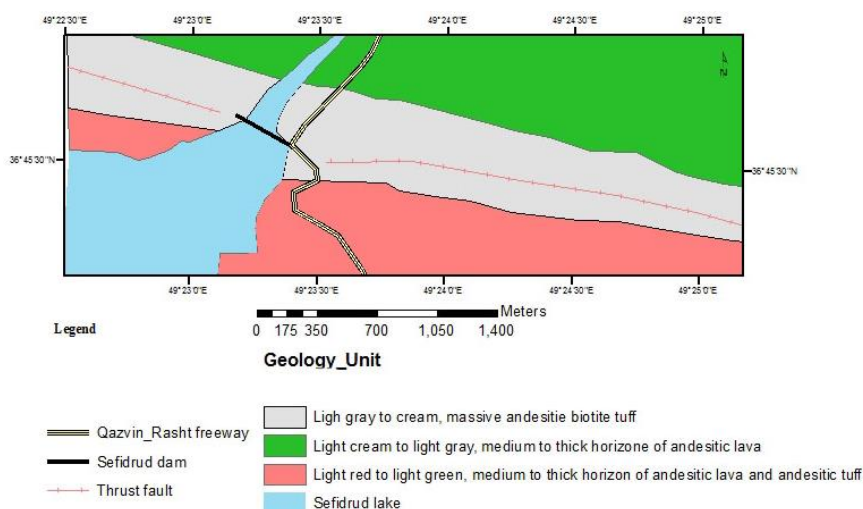 49°22'30"E 49°23'0"E 49°23'30"E 49°24'0"E 49°24'30"E 49°25'0"E
N
36°45'30"N 36°45'30"N
49°23'0"E 49°23'30"E 49°24'0"E 49°24'30"E 49°25'0"E
Meters
0 175 350 700 1,050 1,400
Legend
Geology_Unit
Qazvin_Rasht freeway
Sefidrud dam
Thrust fault
Ligh gray to cream, massive andesitie biotite tuff
Light cream to light gray, medium to thick horizone of andesitic lava
Light red to light green, medium to thick horizon of andesitic lava and andesitic tuff
Sefidrud lake